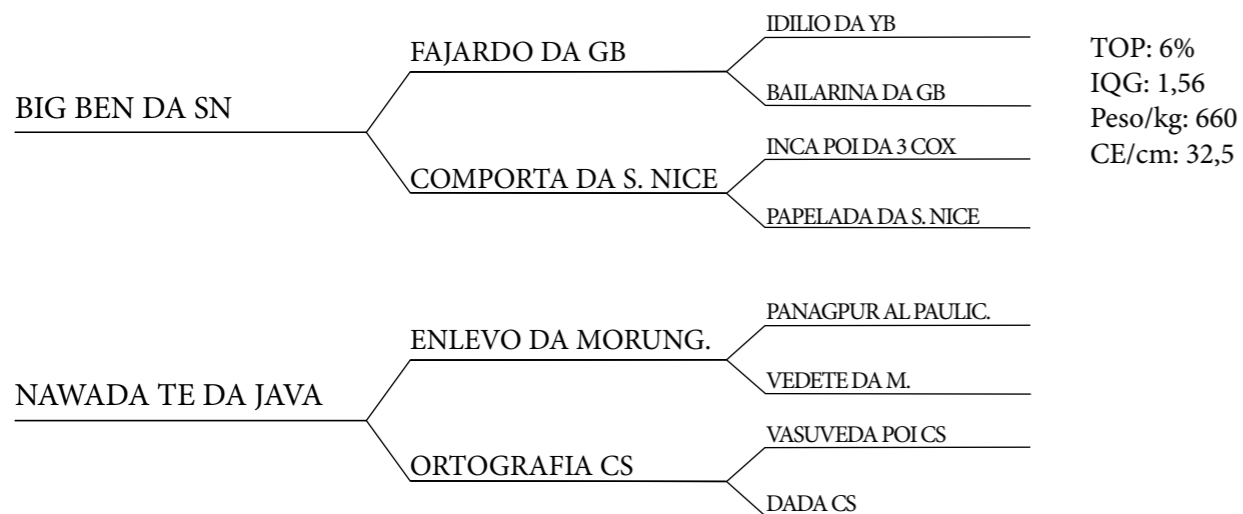 IDILIO DA YB
FAJARDO DA GB
BAILARINA DA GB
BIG BEN DA SN
INCA POI DA 3 COX
COMPORTA DA S. NICE
PAPELADA DA S. NICE
TOP: 6%
IQG: 1,56
Peso/kg: 660
CE/cm: 32,5
PANAGPUR AL PAULIC.
ENLEVO DA MORUNG.
VEDETE DA M.
NAWADA TE DA JAVA
VASUVEDA POI CS
ORTOGRAFIA CS
DADA CS